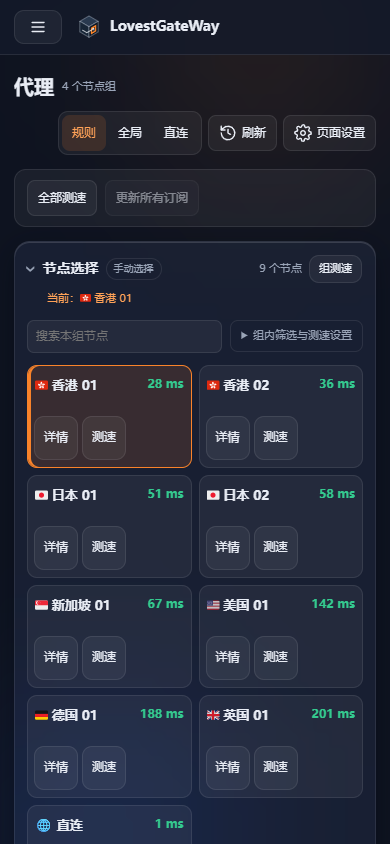 LovestGateWay
代理 4 个节点组
规则 全局 直连 刷新 页面设置
全部测速 更新所有订阅
节点选择 手动选择 9 个节点 组测速
当前: 香港 01
搜索本组节点 ▶ 组内筛选与测速设置
香港 01 28 ms 香港 02 36 ms
详情 测速 详情 测速
日本 01 51 ms 日本 02 58 ms
详情 测速 详情 测速
新加坡 01 67 ms 美国 01 142 ms
详情 测速 详情 测速
德国 01 188 ms 英国 01 201 ms
详情 测速 详情 测速
直连 1 ms